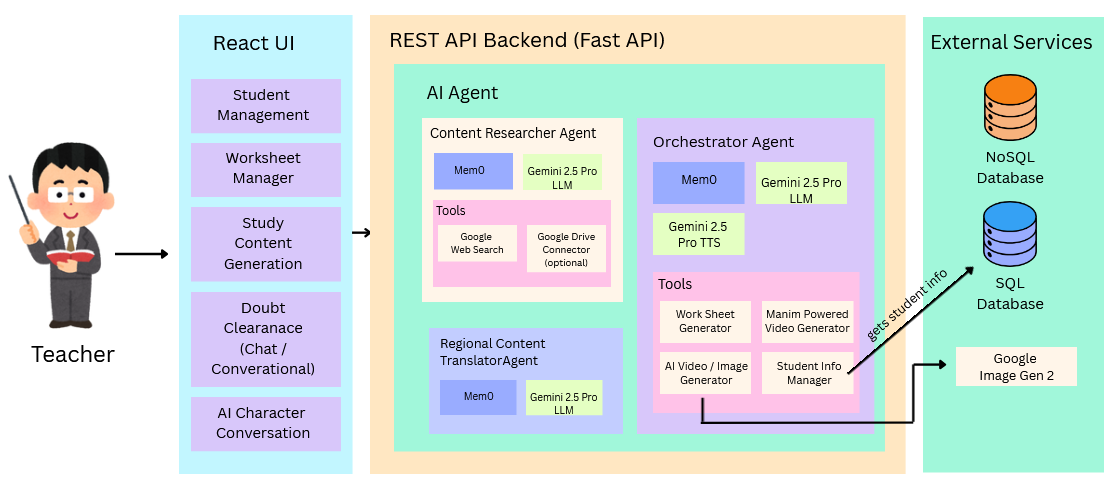 Teacher
React UI
Student
Management
Worksheet
Manager
Study
Content
Generation
Doubt
Clearanace
(Chat /
Converational)
AI Character
Conversation
REST API Backend (Fast API)
AI Agent
Content Researcher Agent
Mem0
Gemini 2.5 Pro
LLM
Tools
Google
Web Search
Google Drive
Connector
(optional)
Regional Content
TranslatorAgent
Mem0
Gemini 2.5 Pro
LLM
Orchestrator Agent
Mem0
Gemini 2.5 Pro
LLM
Gemini 2.5
Pro TTS
Tools
Work Sheet
Generator
Manim Powered
Video Generator
AI Video / Image
Generator
Student Info
Manager
gets student info
External Services
NoSQL
Database
SQL
Database
Google
Image Gen 2